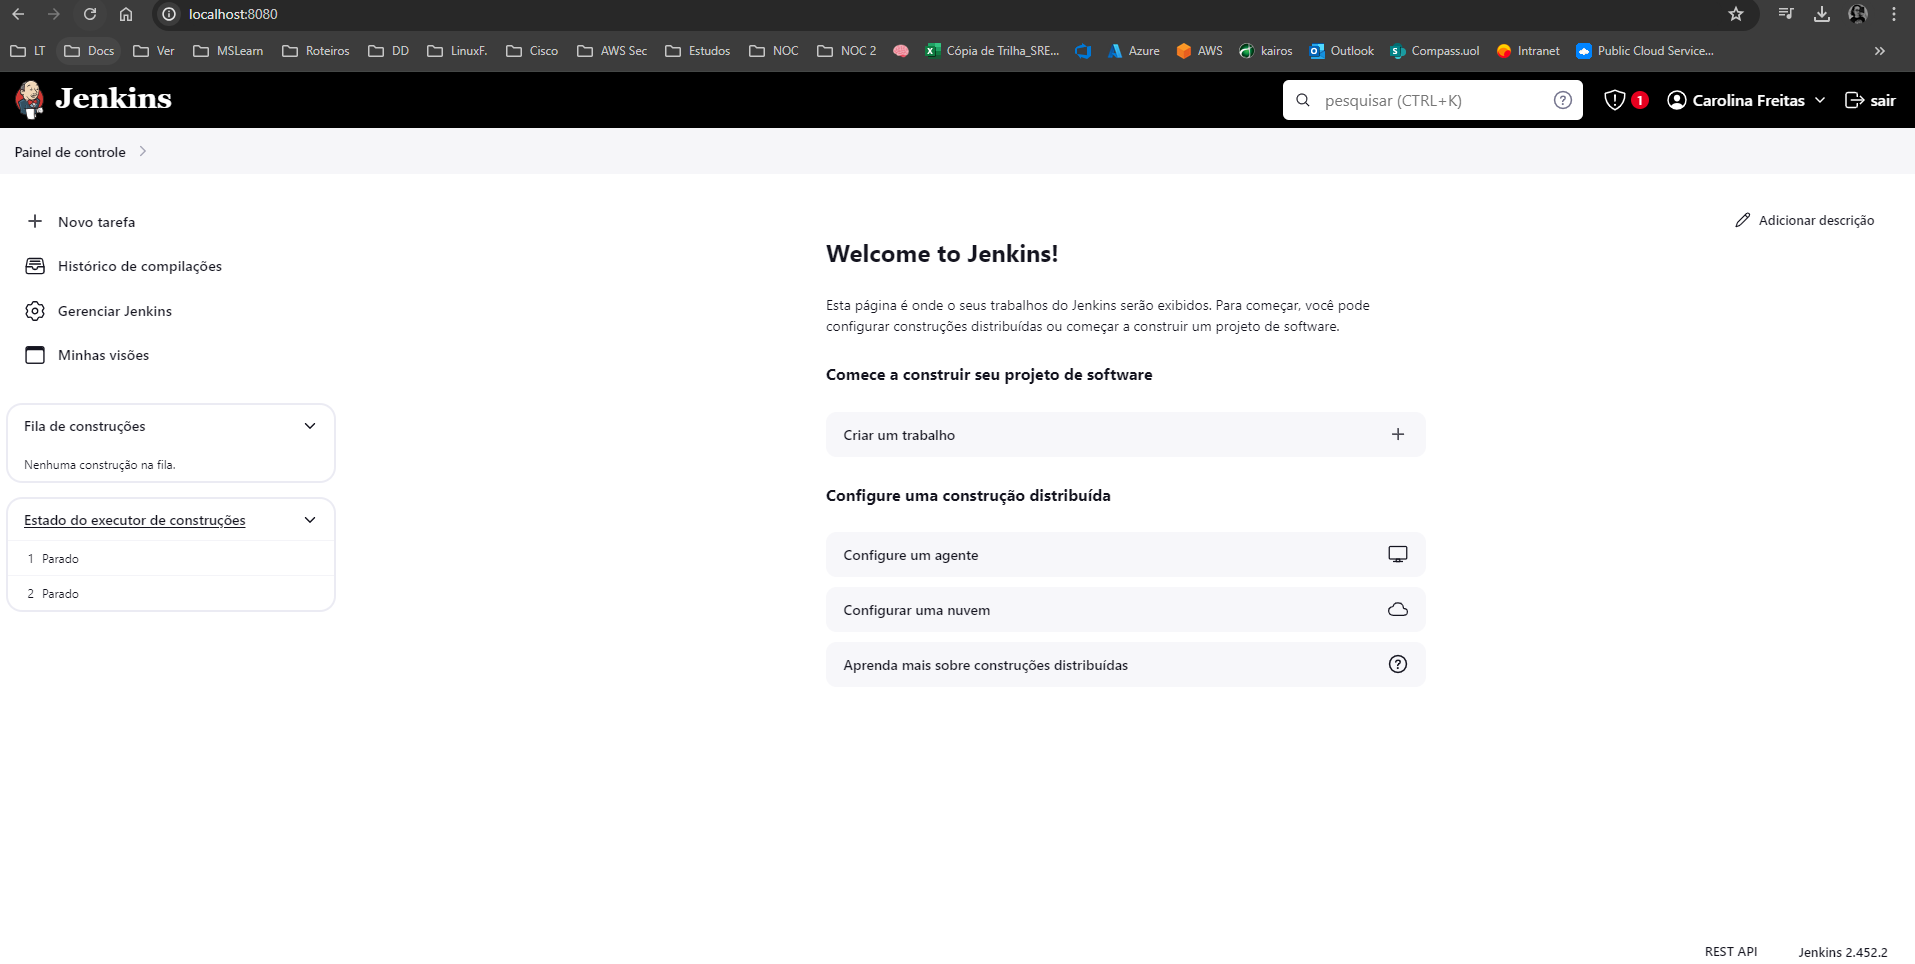 localhost:8080
LT Docs Ver MSLearn Roteiros DD LinuxF. Cisco AWS Sec Estudos NOC NOC 2 Cópia de Trilha_SRE... Azure AWS kairos Outlook Compass.uol Intranet Public Cloud Service...
Jenkins pesquisar (CTRL+K) 1 Carolina Freitas sair
Painel de controle
Novo tarefa
Histórico de compilações
Gerenciar Jenkins
Minhas visões
Fila de construções
Nenhuma construção na fila.
Estado do executor de construções
1 Parado
2 Parado
Adicionar descrição
Welcome to Jenkins!
Esta página é onde o seus trabalhos do Jenkins serão exibidos. Para começar, você pode
configurar construções distribuídas ou começar a construir um projeto de software.
Comece a construir seu projeto de software
Criar um trabalho
Configure uma construção distribuída
Configure um agente
Configurar uma nuvem
Aprenda mais sobre construções distribuídas
REST API Jenkins 2.452.2